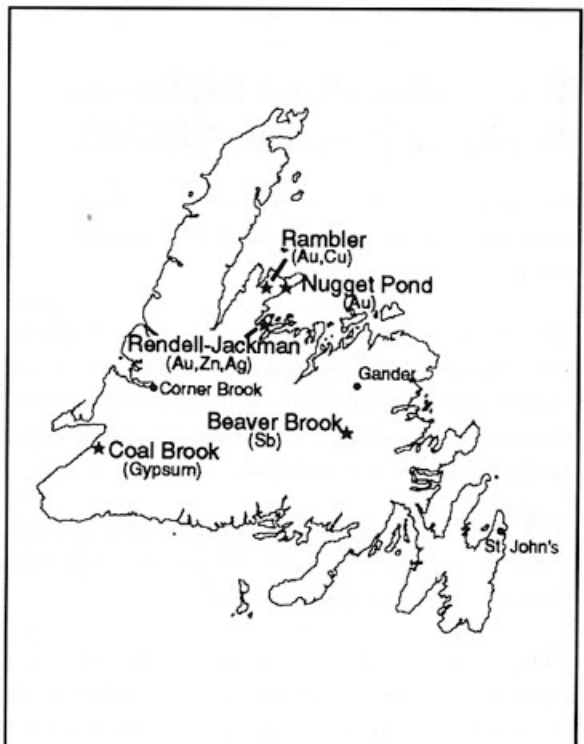 Rambler
(Au,Cu)
Nugget Pond
(Au)
Rendell-Jackman
(Au,Zn,Ag)
Corner Brook
Gander
Beaver Brook
(Sb)
Coal Brook
(Gypsum)
St. John's